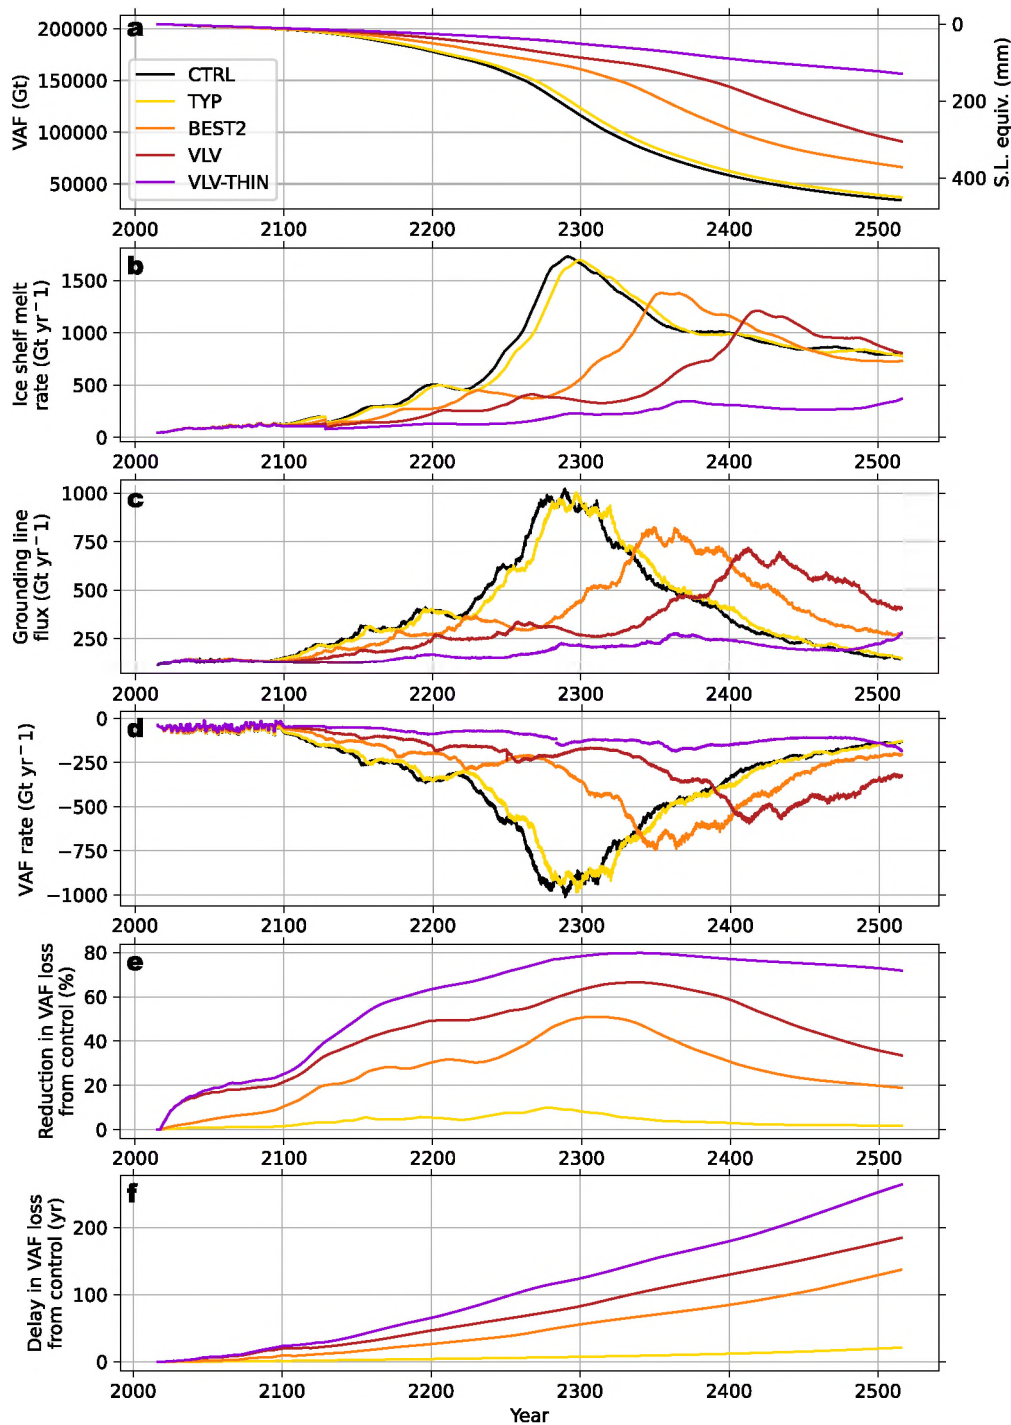 a
200000
150000
100000
50000
VAF (Gt)
0
200
400
S.L. equiv. (mm)
CTRL
TYP
BEST2
VLV
VLV-THIN
2000 2100 2200 2300 2400 2500
b
1500
1000
500
0
Ice shelf melt
rate (Gt yr−1)
2000 2100 2200 2300 2400 2500
c
1000
750
500
250
Grounding line
flux (Gt yr−1)
2000 2100 2200 2300 2400 2500
d
0
−250
−500
−750
−1000
VAF rate (Gt yr−1)
2000 2100 2200 2300 2400 2500
e
80
60
40
20
0
Reduction in VAF loss
from control (%)
2000 2100 2200 2300 2400 2500
f
200
100
0
Delay in VAF loss
from control (yr)
2000 2100 2200 2300 2400 2500
Year